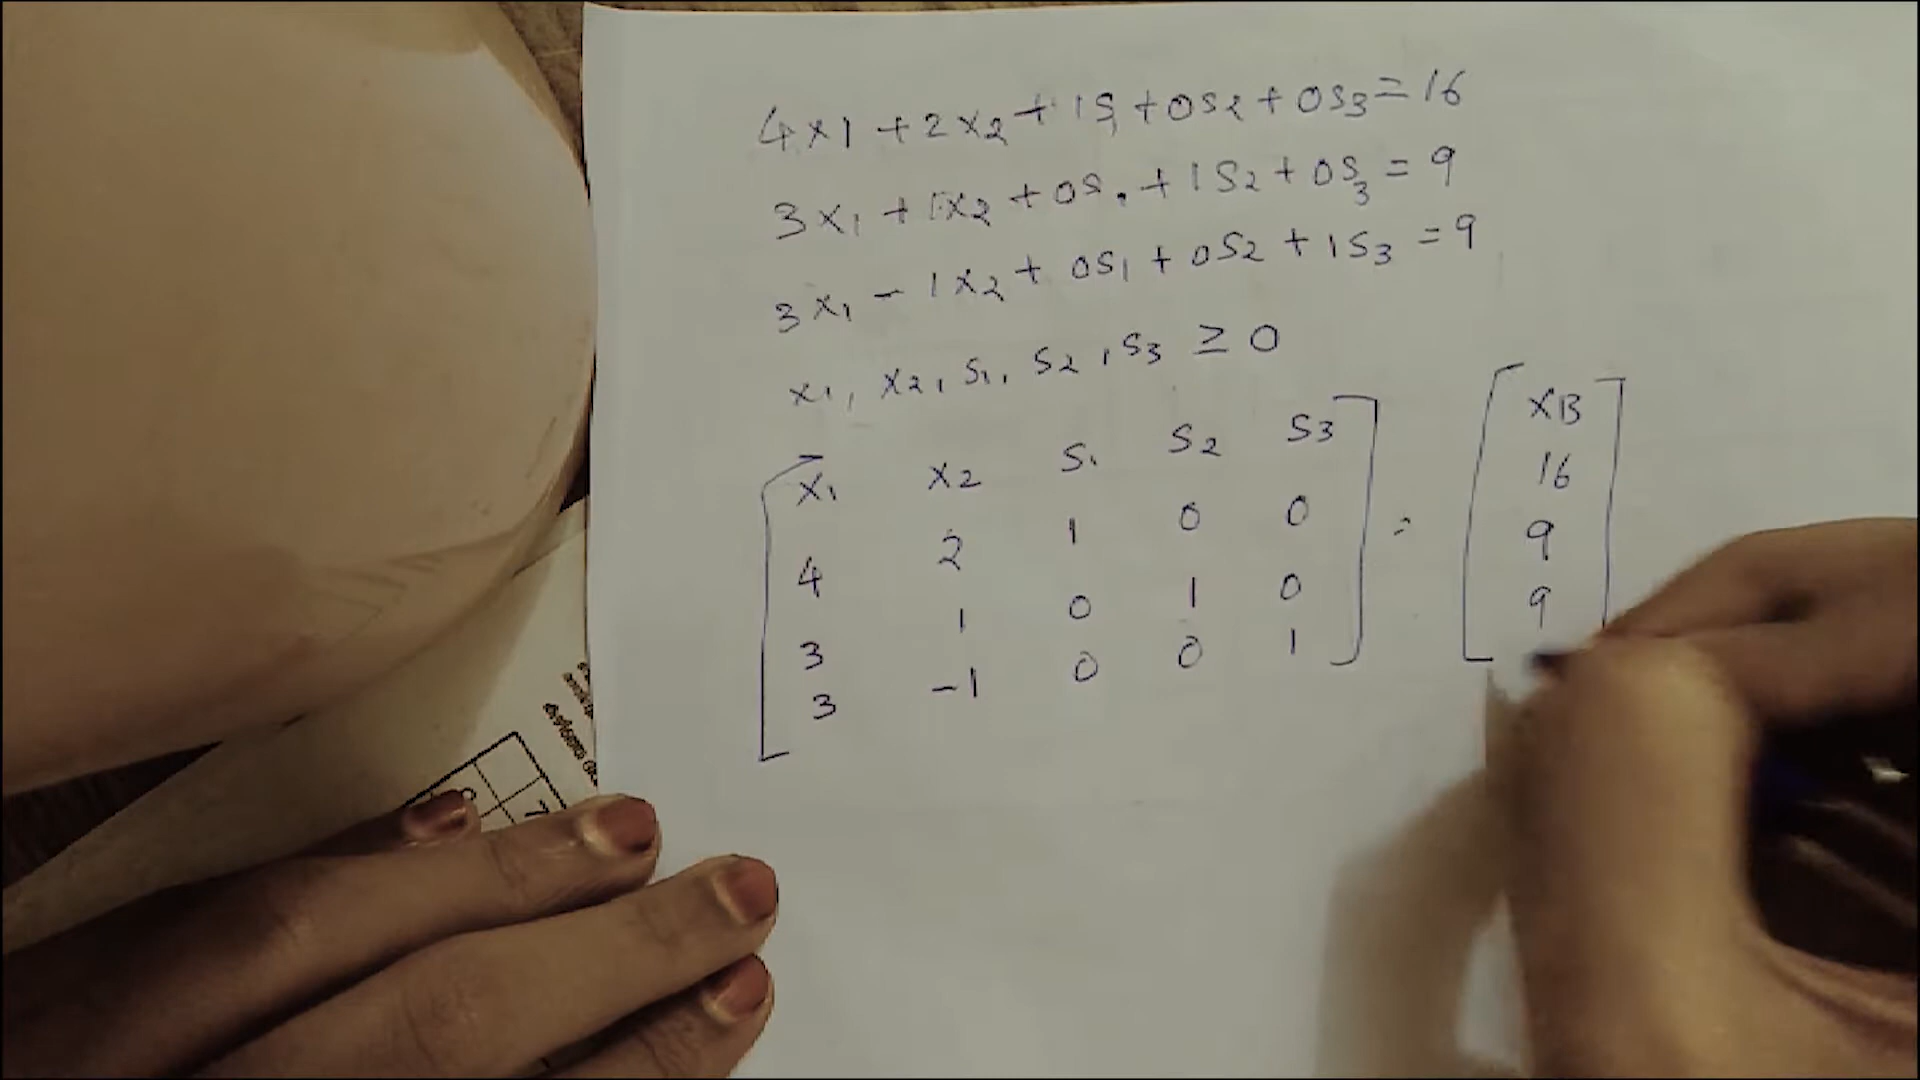 4x1 + 2x2 + 1S1 + 0S2 + 0S3 = 16
3x1 + 1x2 + 0S1 + 1S2 + 0S3 = 9
3x1 - 1x2 + 0S1 + 0S2 + 1S3 = 9
x1, x2, S1, S2, S3 ≥ 0
x1 x2 S1 S2 S3 = XB
4 2 1 0 0 16
3 1 0 1 0 9
3 -1 0 0 1 9
7